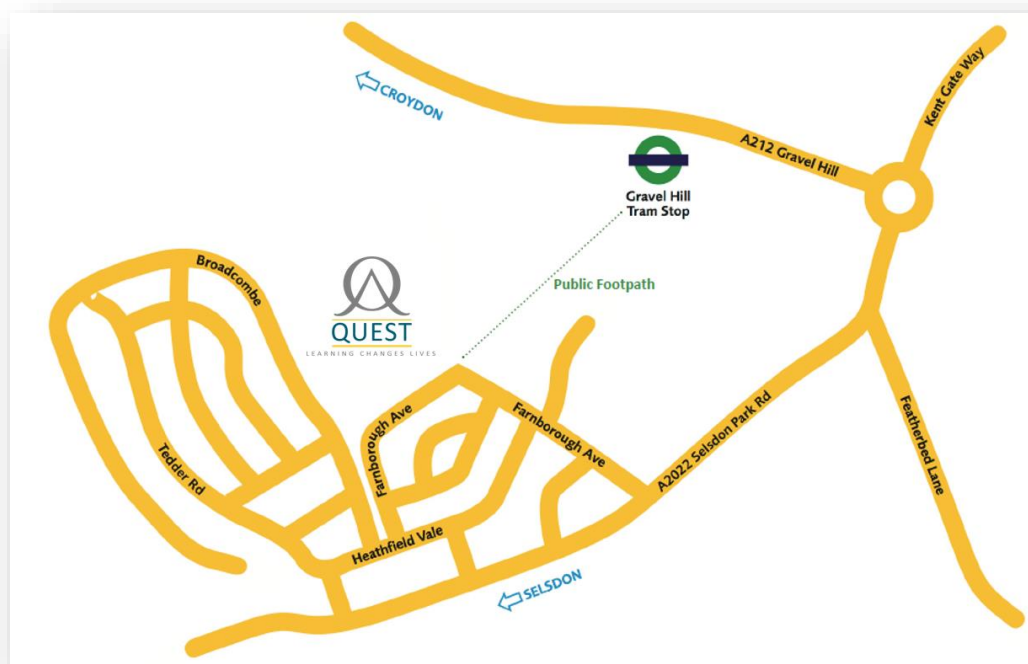 Kent Gate Way
CROYDON
A212 Gravel Hill
Gravel Hill
Tram Stop
Public Footpath
Broadcombe
QUEST
LEARNING CHANGES LIVES
Farnborough Ave
Farnborough Ave
A2022 Selsdon Park Rd
Featherbed Lane
Tedder Rd
Heathfield Vale
SELSDON